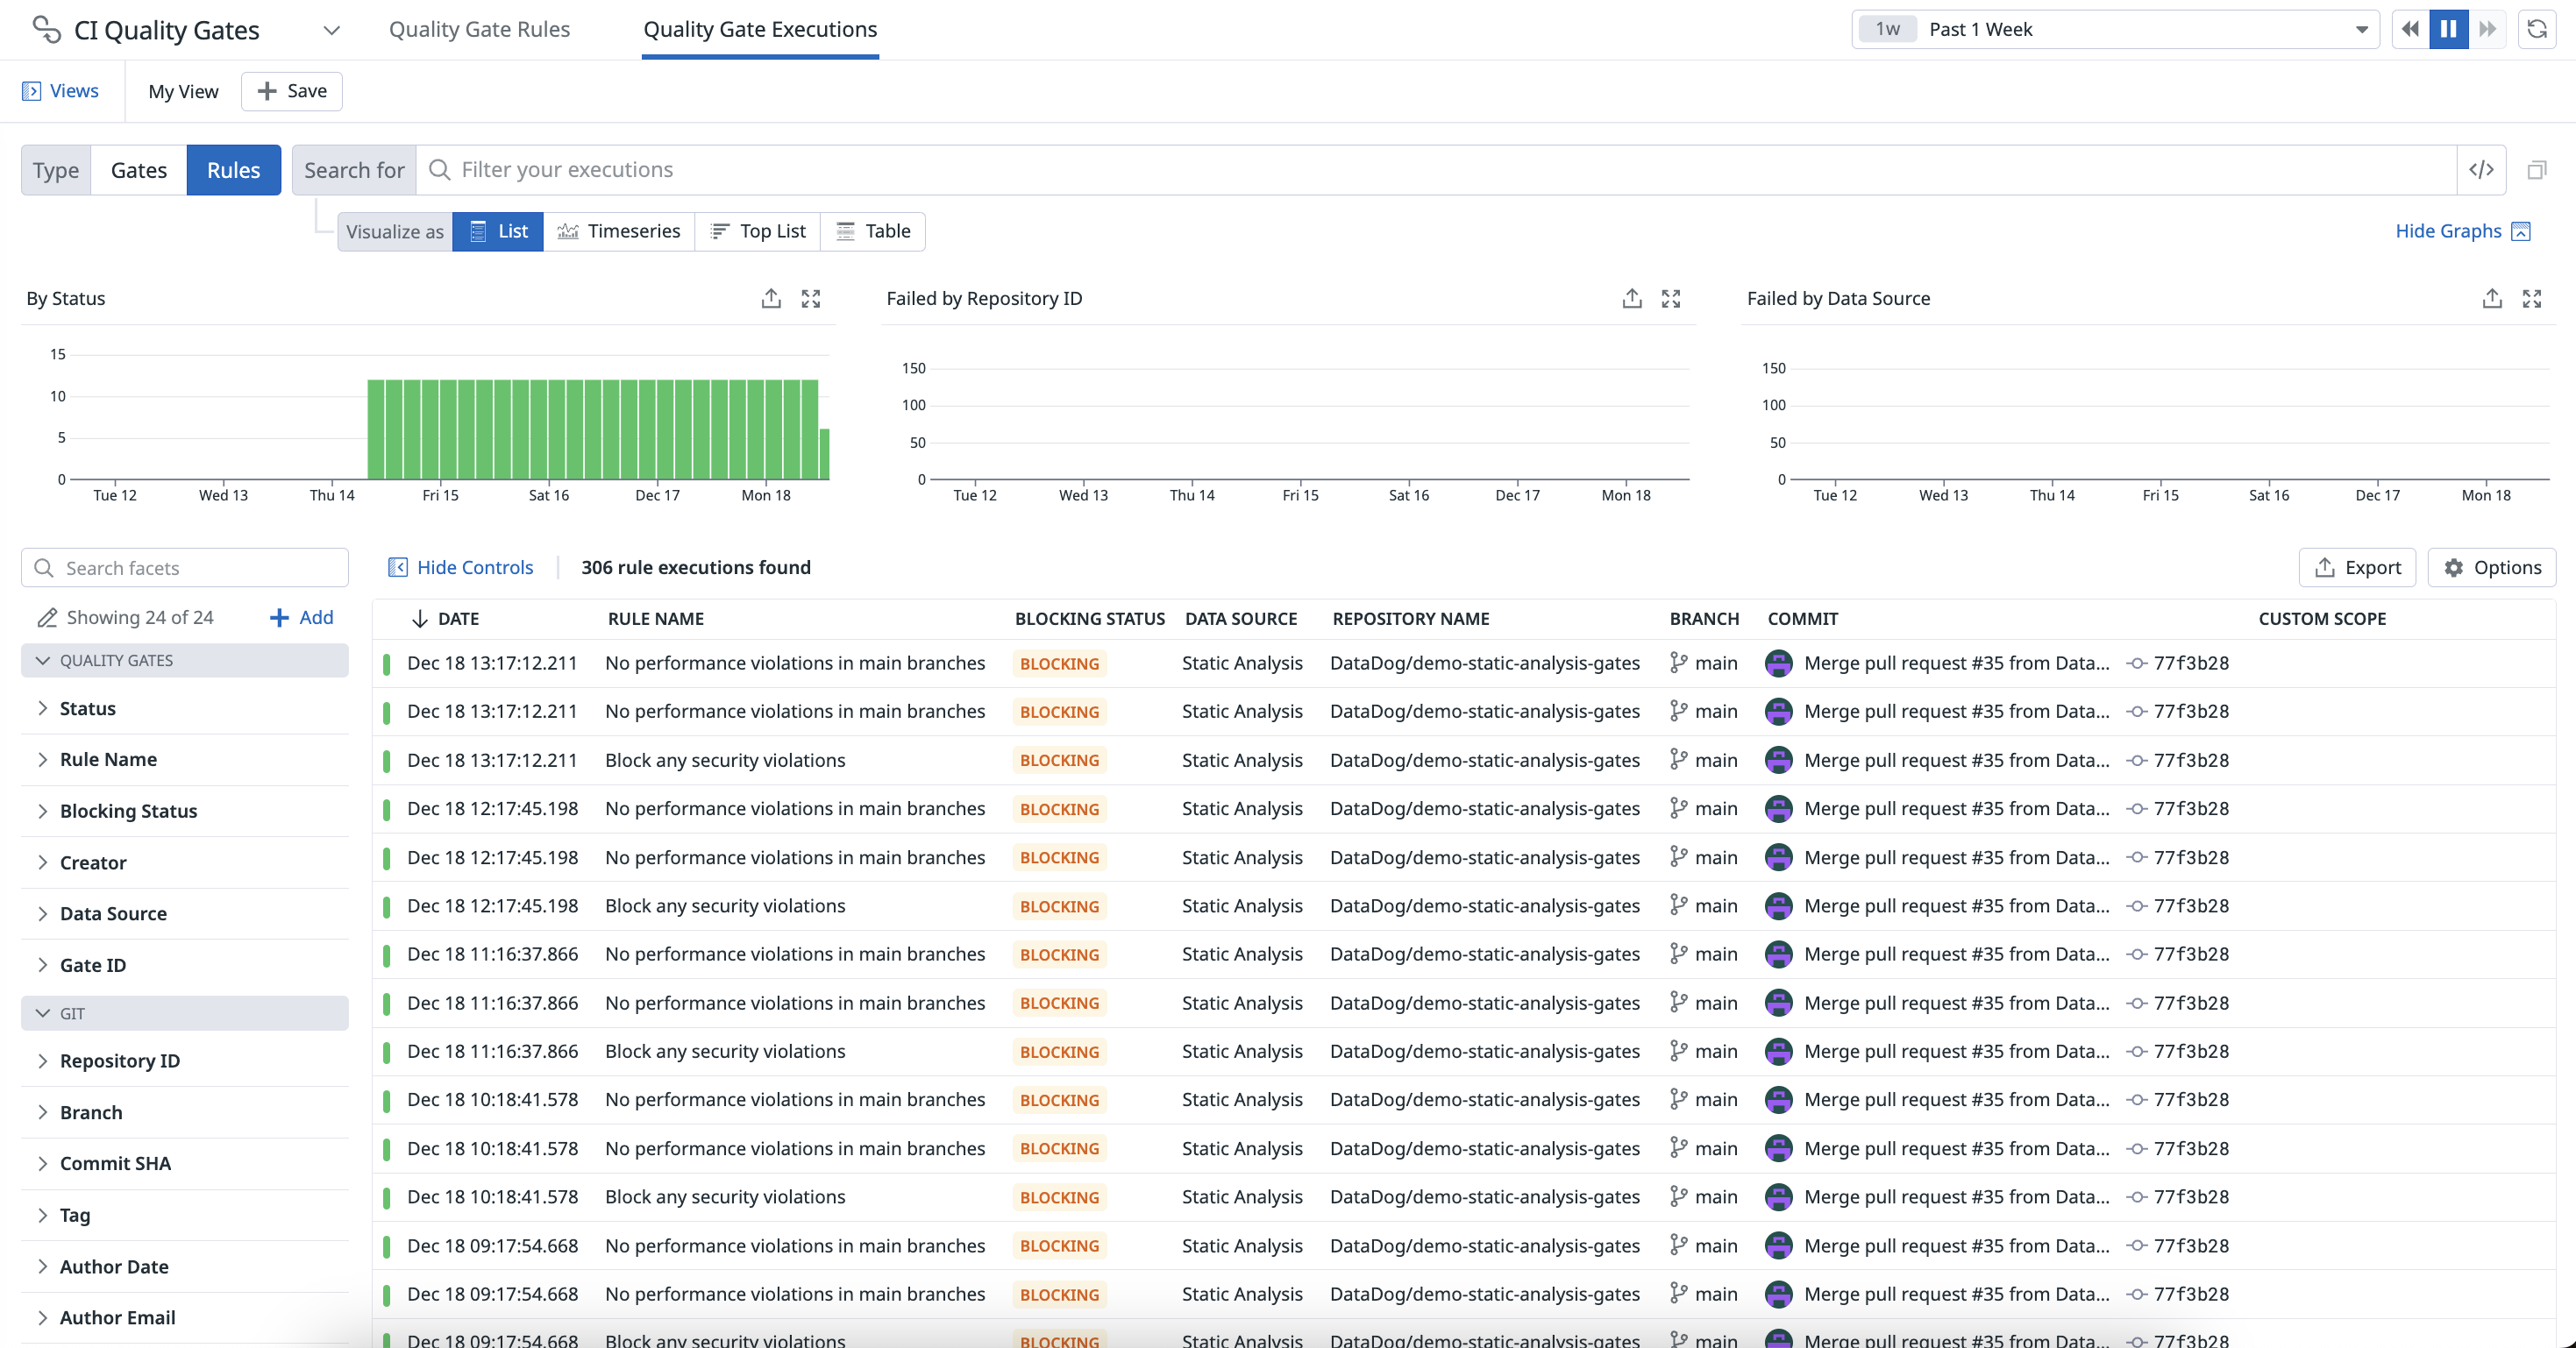 CI Quality Gates Quality Gate Rules Quality Gate Executions 1w Past 1 Week
Views My View + Save
Type Gates Rules Search for Filter your executions </>
Visualize as List Timeseries Top List Table Hide Graphs
By Status Failed by Repository ID Failed by Data Source
15
10
5
0
Tue 12 Wed 13 Thu 14 Fri 15 Sat 16 Dec 17 Mon 18
150
100
50
0
Tue 12 Wed 13 Thu 14 Fri 15 Sat 16 Dec 17 Mon 18
150
100
50
0
Tue 12 Wed 13 Thu 14 Fri 15 Sat 16 Dec 17 Mon 18
Search facets
Showing 24 of 24 + Add
QUALITY GATES
Status
Rule Name
Blocking Status
Creator
Data Source
Gate ID
GIT
Repository ID
Branch
Commit SHA
Tag
Author Date
Author Email
Hide Controls 306 rule executions found Export Options
DATE RULE NAME BLOCKING STATUS DATA SOURCE REPOSITORY NAME BRANCH COMMIT CUSTOM SCOPE
Dec 18 13:17:12.211 No performance violations in main branches BLOCKING Static Analysis DataDog/demo-static-analysis-gates main Merge pull request #35 from Data... 77f3b28
Dec 18 13:17:12.211 No performance violations in main branches BLOCKING Static Analysis DataDog/demo-static-analysis-gates main Merge pull request #35 from Data... 77f3b28
Dec 18 13:17:12.211 Block any security violations BLOCKING Static Analysis DataDog/demo-static-analysis-gates main Merge pull request #35 from Data... 77f3b28
Dec 18 12:17:45.198 No performance violations in main branches BLOCKING Static Analysis DataDog/demo-static-analysis-gates main Merge pull request #35 from Data... 77f3b28
Dec 18 12:17:45.198 No performance violations in main branches BLOCKING Static Analysis DataDog/demo-static-analysis-gates main Merge pull request #35 from Data... 77f3b28
Dec 18 12:17:45.198 Block any security violations BLOCKING Static Analysis DataDog/demo-static-analysis-gates main Merge pull request #35 from Data... 77f3b28
Dec 18 11:16:37.866 No performance violations in main branches BLOCKING Static Analysis DataDog/demo-static-analysis-gates main Merge pull request #35 from Data... 77f3b28
Dec 18 11:16:37.866 No performance violations in main branches BLOCKING Static Analysis DataDog/demo-static-analysis-gates main Merge pull request #35 from Data... 77f3b28
Dec 18 11:16:37.866 Block any security violations BLOCKING Static Analysis DataDog/demo-static-analysis-gates main Merge pull request #35 from Data... 77f3b28
Dec 18 10:18:41.578 No performance violations in main branches BLOCKING Static Analysis DataDog/demo-static-analysis-gates main Merge pull request #35 from Data... 77f3b28
Dec 18 10:18:41.578 No performance violations in main branches BLOCKING Static Analysis DataDog/demo-static-analysis-gates main Merge pull request #35 from Data... 77f3b28
Dec 18 10:18:41.578 Block any security violations BLOCKING Static Analysis DataDog/demo-static-analysis-gates main Merge pull request #35 from Data... 77f3b28
Dec 18 09:17:54.668 No performance violations in main branches BLOCKING Static Analysis DataDog/demo-static-analysis-gates main Merge pull request #35 from Data... 77f3b28
Dec 18 09:17:54.668 No performance violations in main branches BLOCKING Static Analysis DataDog/demo-static-analysis-gates main Merge pull request #35 from Data... 77f3b28
Dec 18 09:17:54.668 Block any security violations BLOCKING Static Analysis DataDog/demo-static-analysis-gates main Merge pull request #35 from Data... 77f3b28